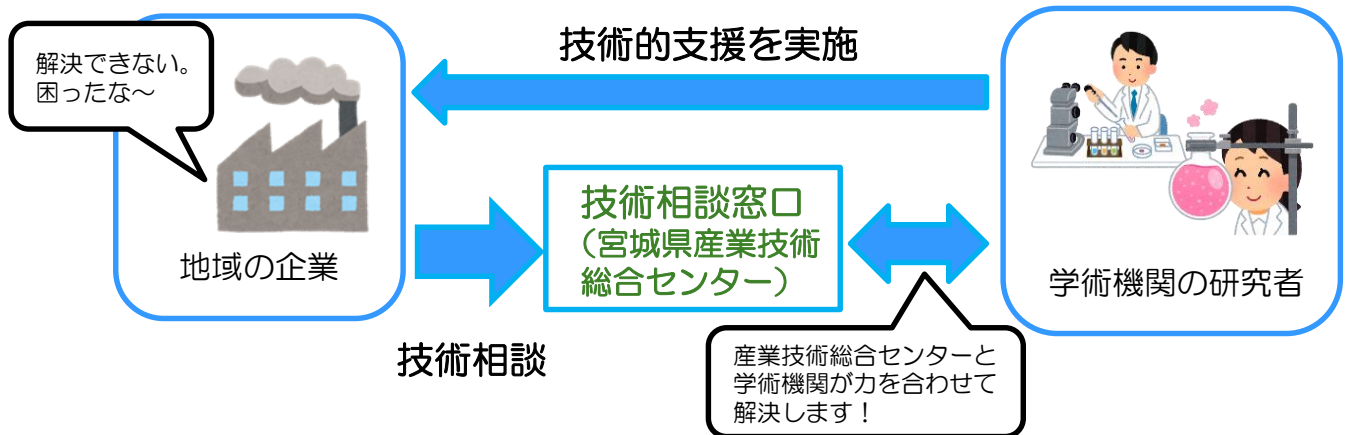 解決できない。
困ったな～
地域の企業
技術的支援を実施
技術相談
技術相談窓口
（宮城県産業技術
総合センター）
産業技術総合センターと
学術機関が力を合わせて
解決します！
学術機関の研究者